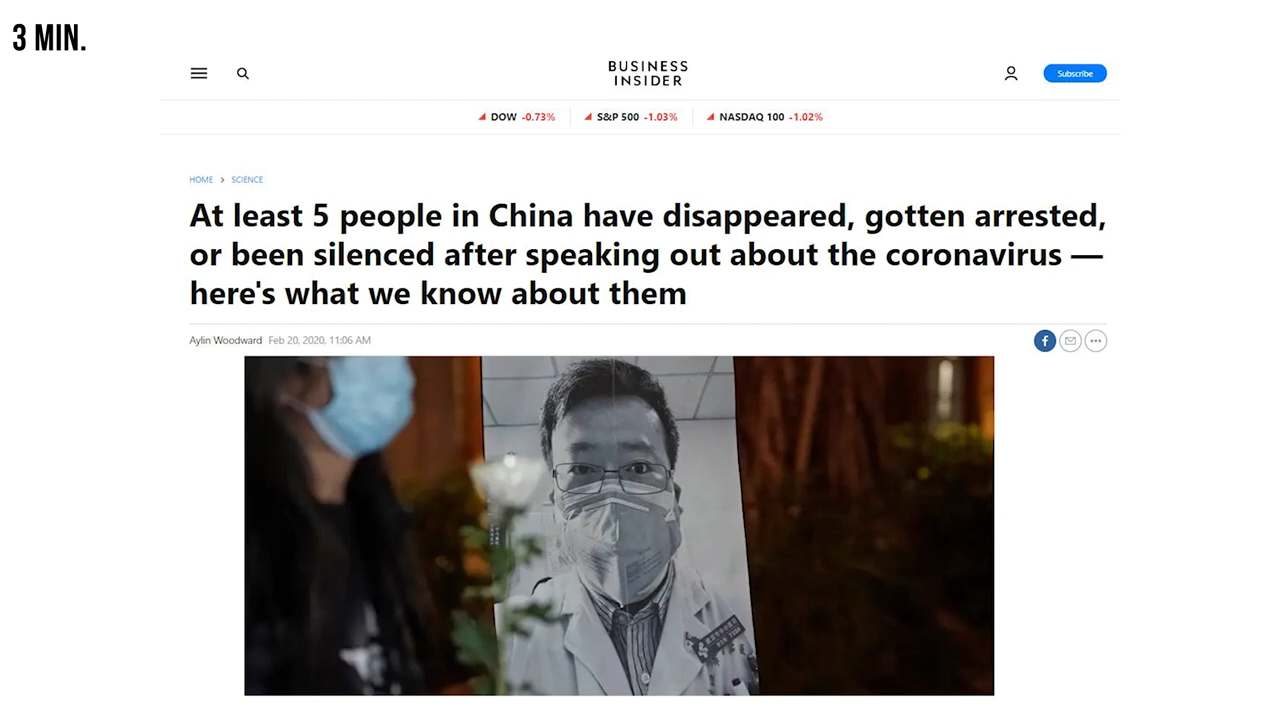 3 MIN.
BUSINESS
INSIDER
Subscribe
DOW -0.73% S&P 500 -1.03% NASDAQ 100 -1.02%
HOME > SCIENCE
At least 5 people in China have disappeared, gotten arrested,
or been silenced after speaking out about the coronavirus —
here's what we know about them
Aylin Woodward Feb 20, 2020, 11:06 AM